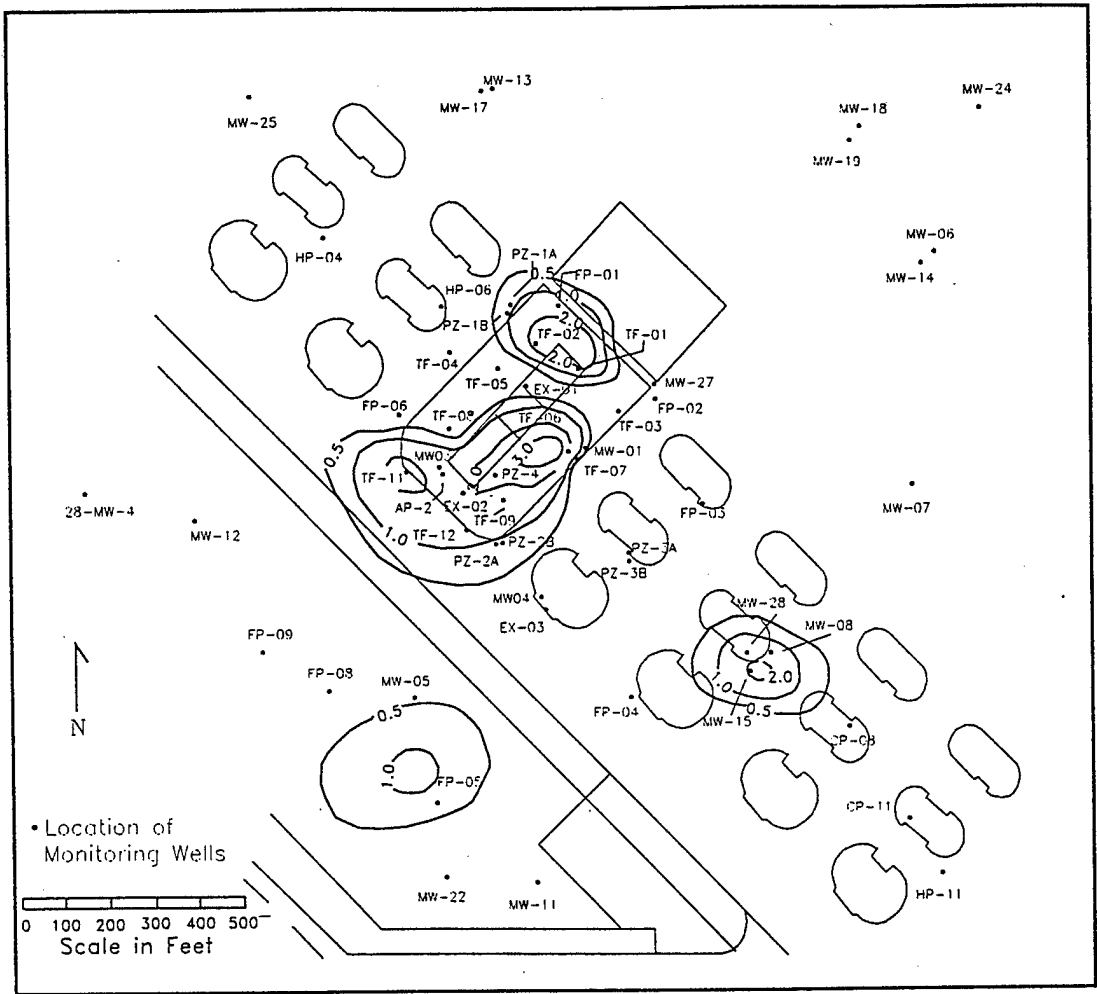 MW-13
MW-17
MW-24
MW-25
MW-18
MW-19
MW-06
MW-14
HP-04
PZ-1A
0.5
FP-01
1.0
HP-06
PZ-1B
2.0
TF-02
TF-01
TF-04
2.0
TF-05
EX-01
MW-27
FP-06
FP-02
TF-08
TF-06
TF-03
0.5
3.0
MW-01
TF-11
PZ-4
TF-07
AP-2
EX-02
FP-03
MW-07
28-MW-4
TF-09
1.0
TF-12
MW-12
PZ-2B
PZ-2A
PZ-3A
PZ-3B
MW04
MW-28
EX-03
MW-08
FP-09
FP-08
MW-05
2.0
1.0
0.5
FP-04
MW-15
0.5
N
CP-08
1.0
FP-05
CP-11
• Location of
Monitoring Wells
MW-22
MW-11
HP-11
0 100 200 300 400 500
Scale in Feet